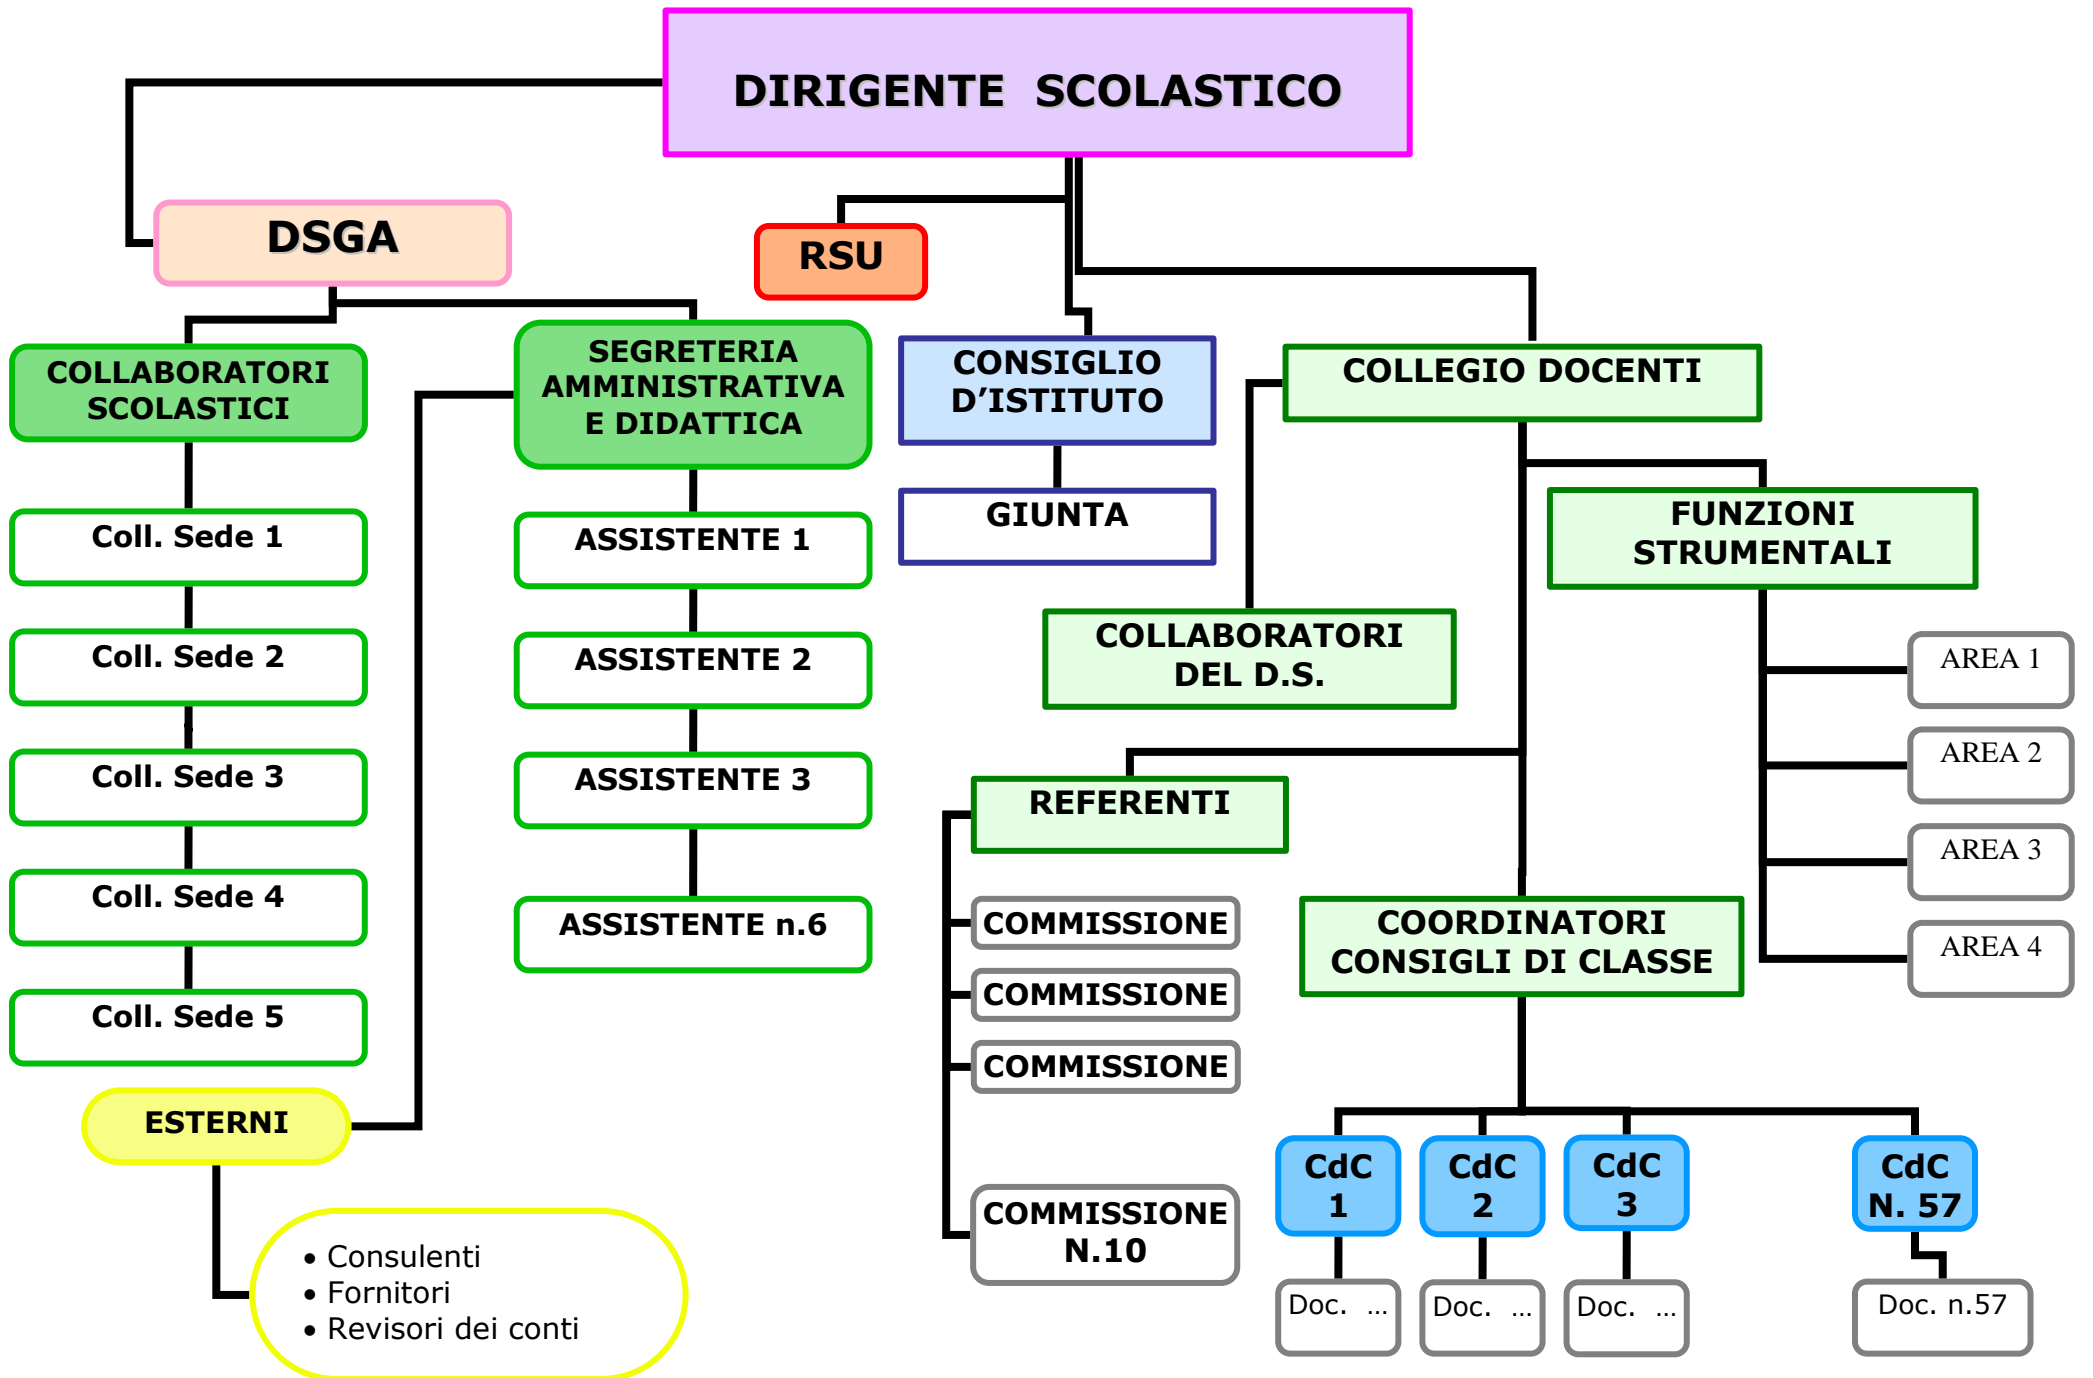 DIRIGENTE SCOLASTICO
DSGA
RSU
COLLABORATORI
SCOLASTICI
SEGRETERIA
AMMINISTRATIVA
E DIDATTICA
CONSIGLIO
D’ISTITUTO
COLLEGIO DOCENTI
GIUNTA
FUNZIONI
STRUMENTALI
Coll. Sede 1
Coll. Sede 2
Coll. Sede 3
Coll. Sede 4
Coll. Sede 5
ASSISTENTE 1
ASSISTENTE 2
ASSISTENTE 3
ASSISTENTE n.6
COLLABORATORI
DEL D.S.
AREA 1
AREA 2
AREA 3
AREA 4
REFERENTI
COMMISSIONE
COMMISSIONE
COMMISSIONE
COMMISSIONE
N.10
COORDINATORI
CONSIGLI DI CLASSE
CdC
1
CdC
2
CdC
3
CdC
N. 57
Doc. ...
Doc. ...
Doc. ...
Doc. n.57
ESTERNI
• Consulenti
• Fornitori
• Revisori dei conti